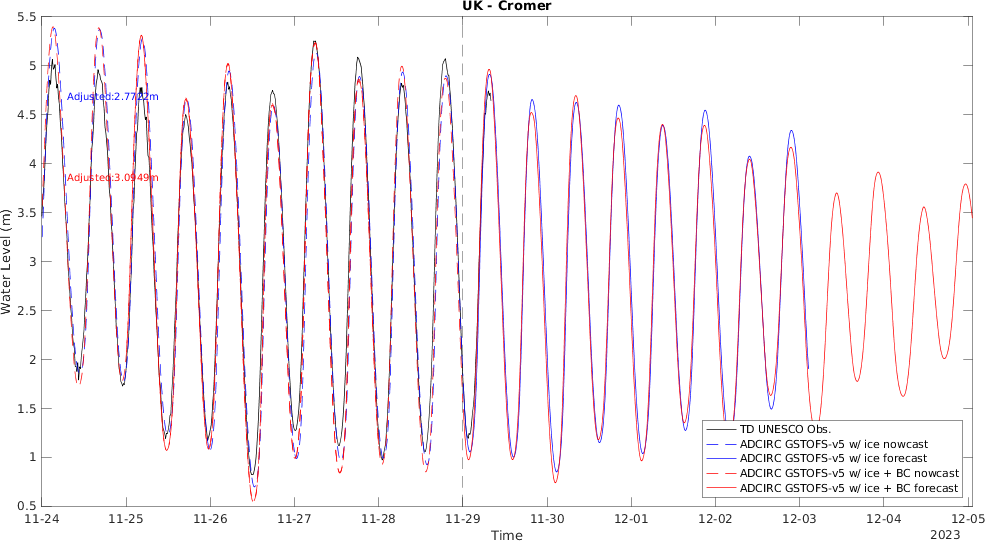 UK - Cromer
5.5
5
4.5
4
3.5
3
2.5
2
1.5
1
0.5
Water Level (m)
Adjusted:2.7722m
Adjusted:3.0949m
TD UNESCO Obs.
ADCIRC GSTOFS-v5 w/ ice nowcast
ADCIRC GSTOFS-v5 w/ ice forecast
ADCIRC GSTOFS-v5 w/ ice + BC nowcast
ADCIRC GSTOFS-v5 w/ ice + BC forecast
11-24 11-25 11-26 11-27 11-28 11-29 11-30 12-01 12-02 12-03 12-04 12-05
Time
2023